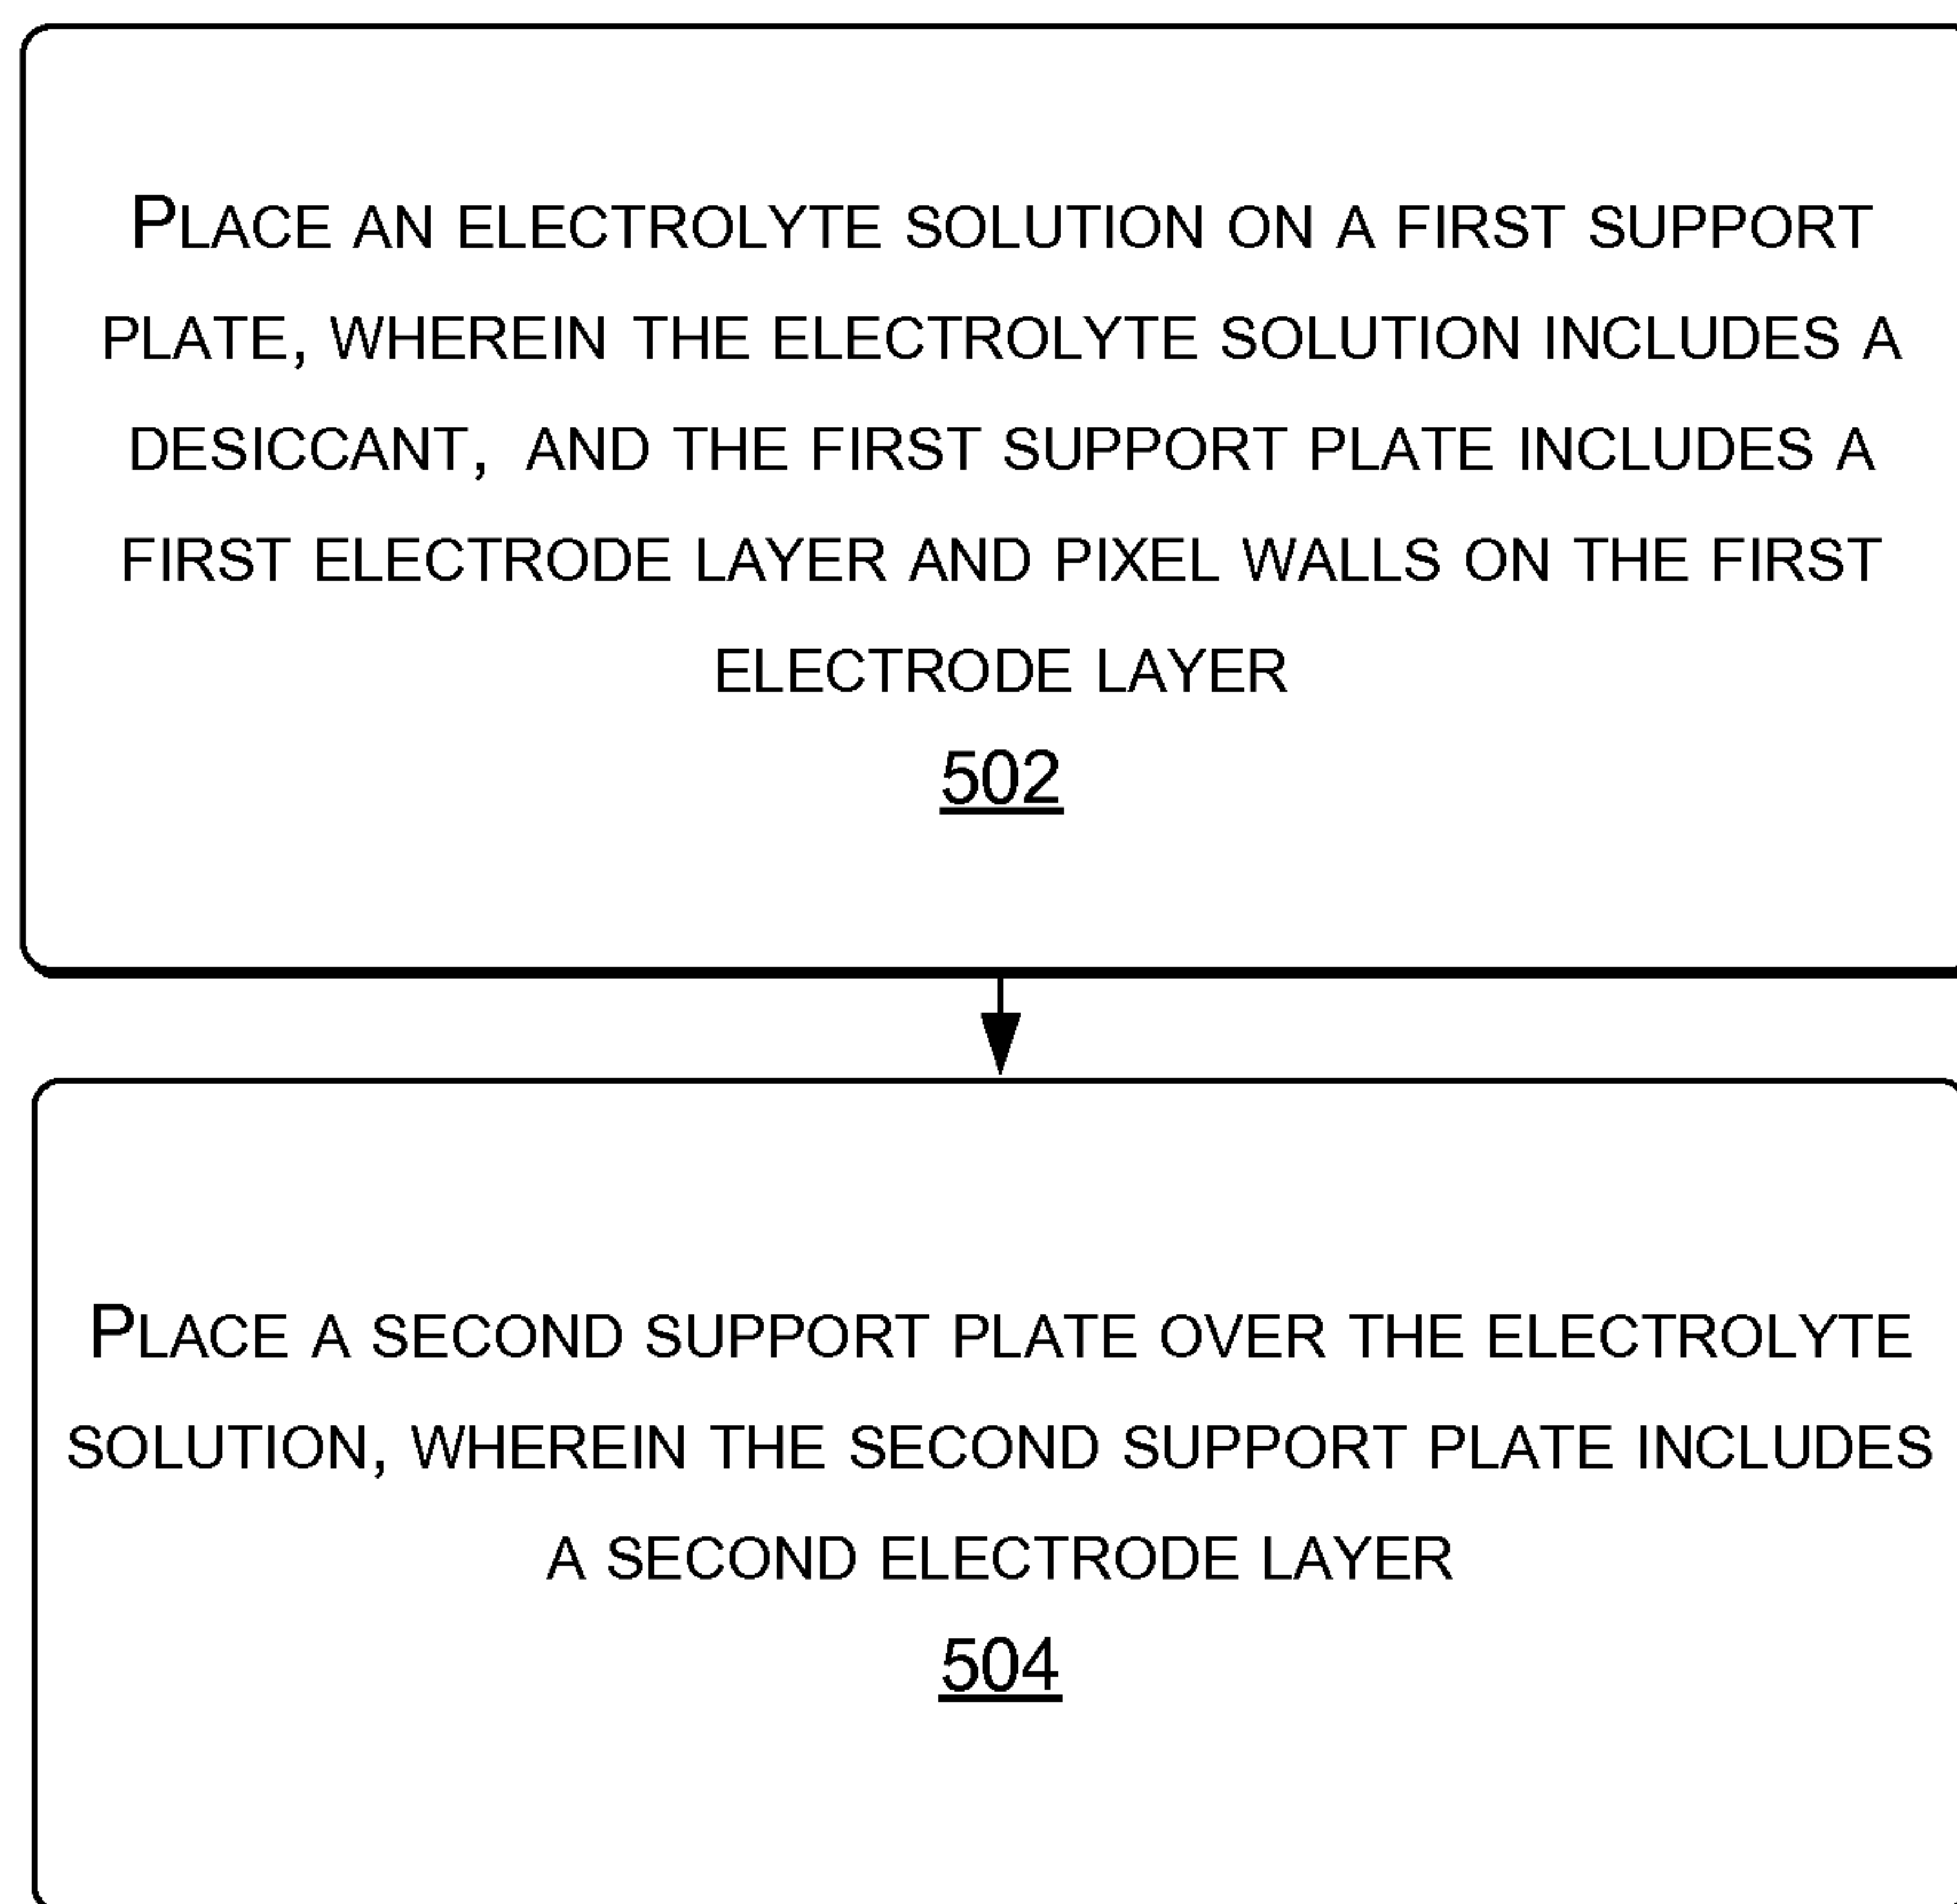 PLACE AN ELECTROLYTE SOLUTION ON A FIRST SUPPORT
PLATE, WHEREIN THE ELECTROLYTE SOLUTION INCLUDES A
DESICCANT, AND THE FIRST SUPPORT PLATE INCLUDES A
FIRST ELECTRODE LAYER AND PIXEL WALLS ON THE FIRST
ELECTRODE LAYER
502
PLACE A SECOND SUPPORT PLATE OVER THE ELECTROLYTE
SOLUTION, WHEREIN THE SECOND SUPPORT PLATE INCLUDES
A SECOND ELECTRODE LAYER
504